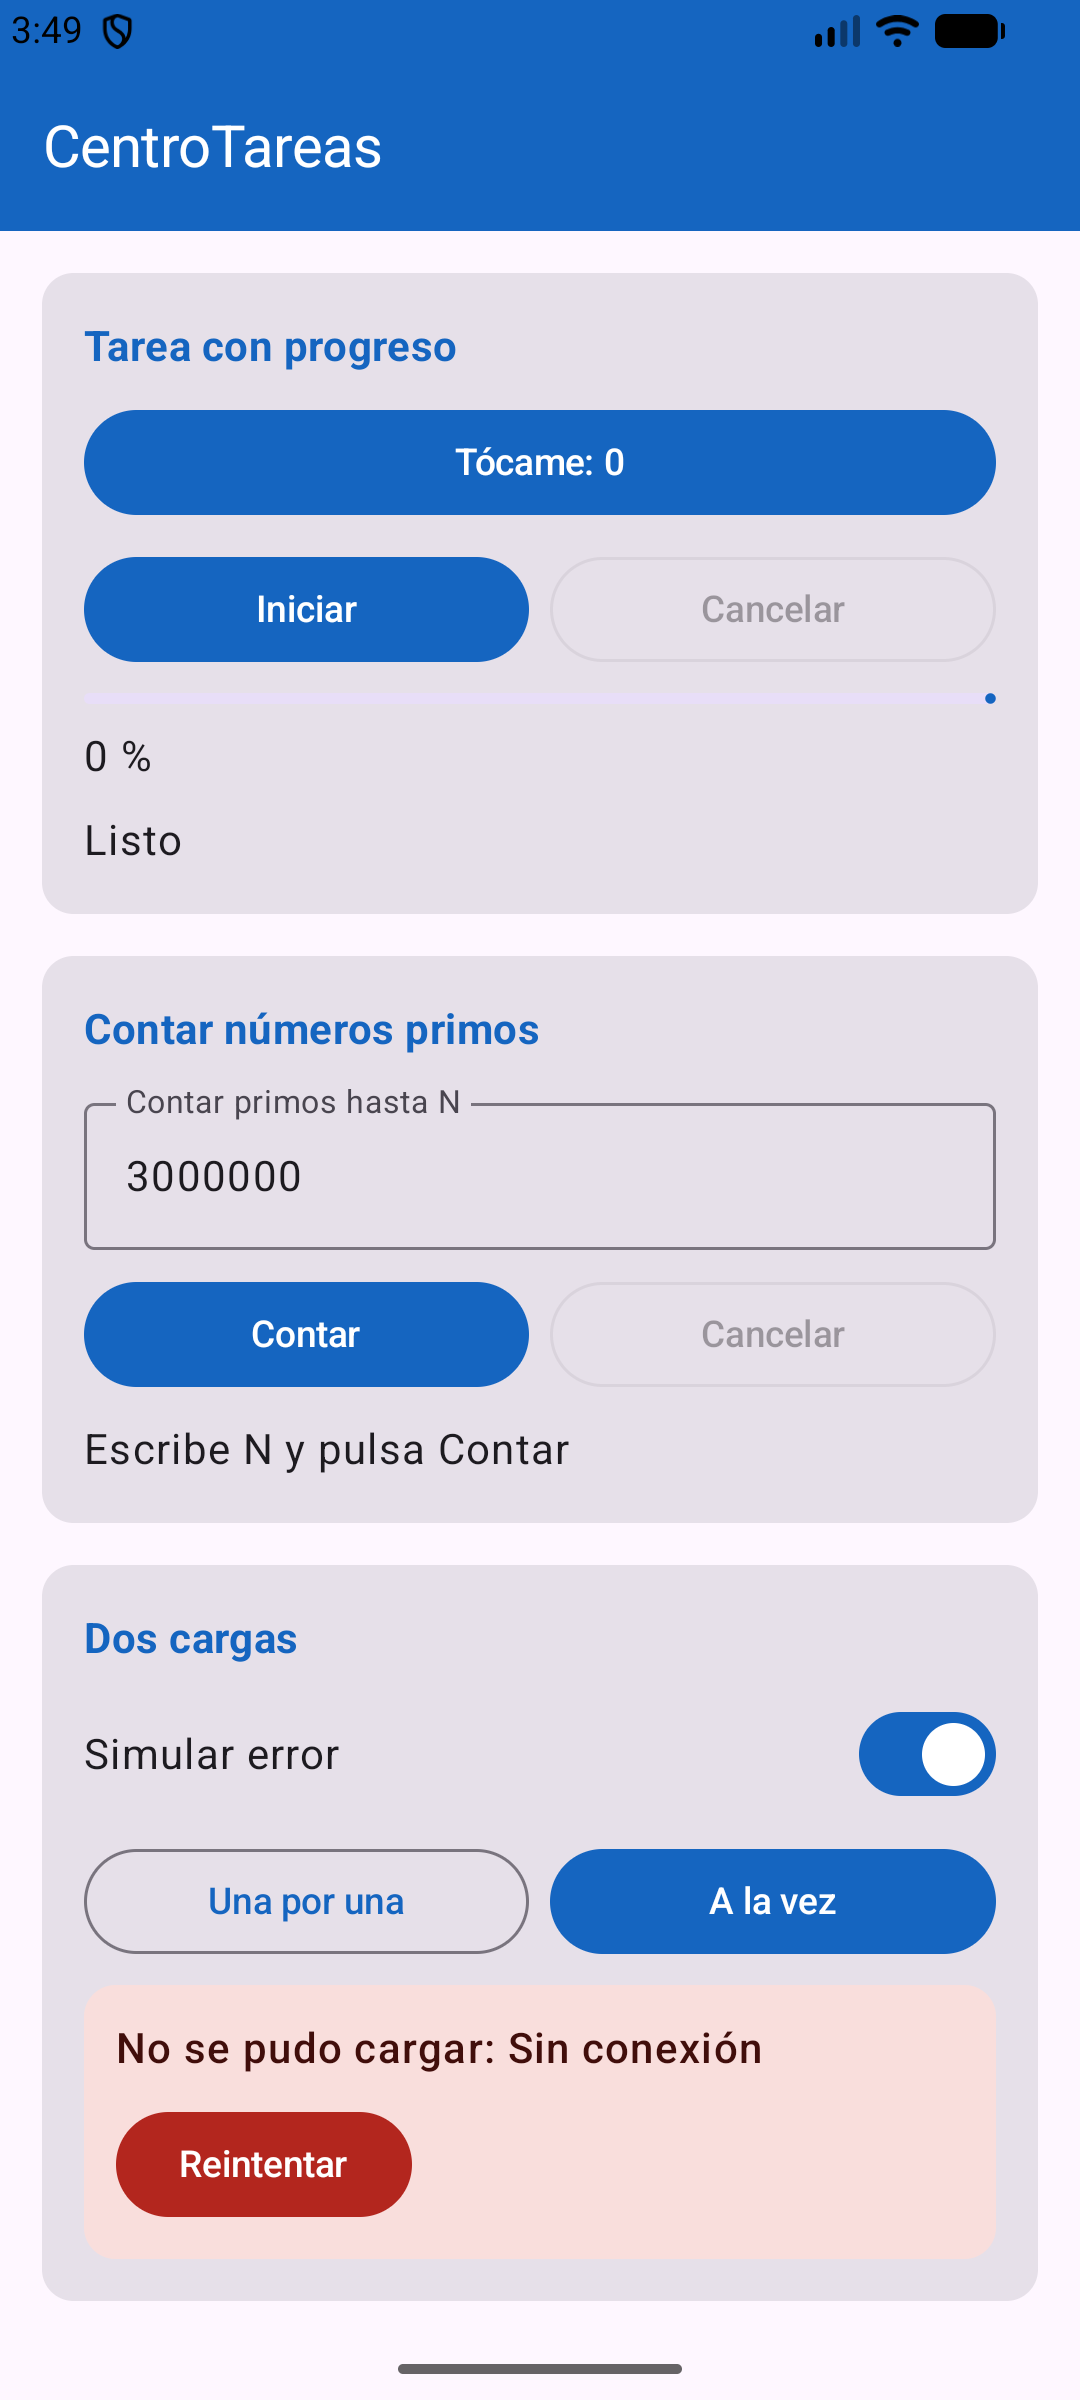 3:49
CentroTareas
Tarea con progreso
Tócame: 0
Iniciar
Cancelar
0 %
Listo
Contar números primos
Contar primos hasta N
3000000
Contar
Cancelar
Escribe N y pulsa Contar
Dos cargas
Simular error
Una por una
A la vez
No se pudo cargar: Sin conexión
Reintentar